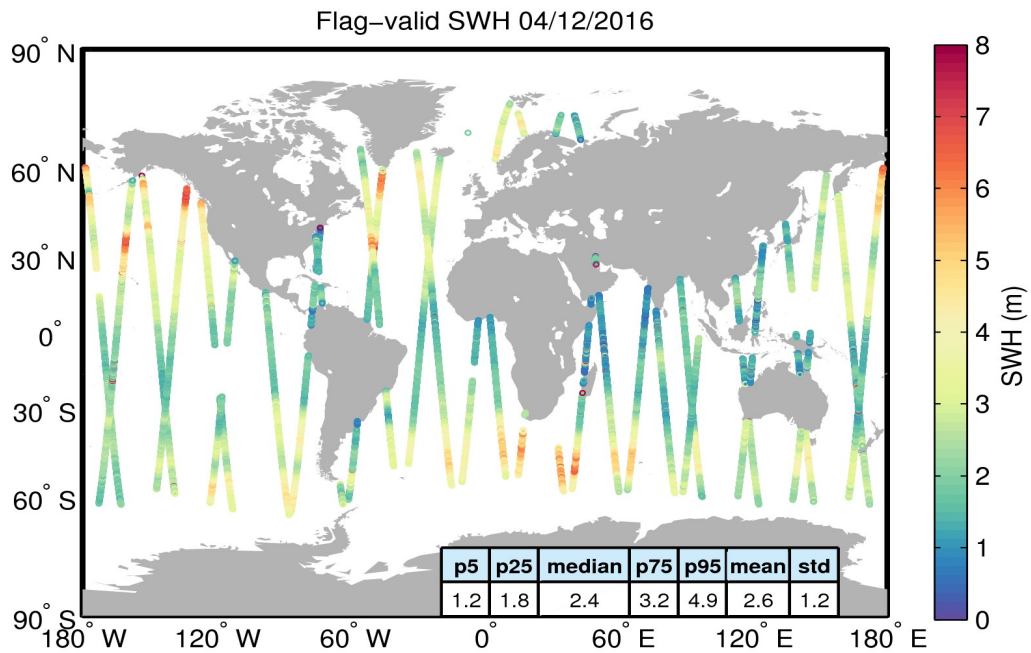 Flag−valid SWH 04/12/2016
90° N
60° N
30° N
0°
30° S
60° S
90° S
180° W 120° W 60° W 0° 60° E 120° E 180° E
p5 p25 median p75 p95 mean std
1.2 1.8 2.4 3.2 4.9 2.6 1.2
8
7
6
5
4
3
2
1
0
SWH (m)